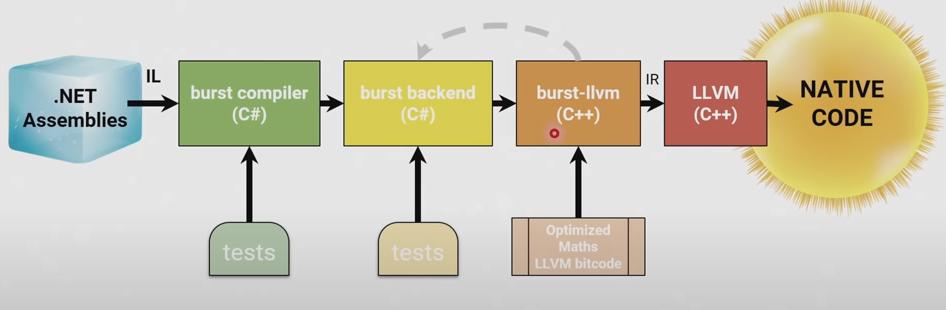 .NET
Assemblies
IL
burst compiler
(C#)
burst backend
(C#)
burst-llvm
(C++)
IR
LLVM
(C++)
NATIVE
CODE
tests
tests
Optimized
Maths
LLVM bitcode